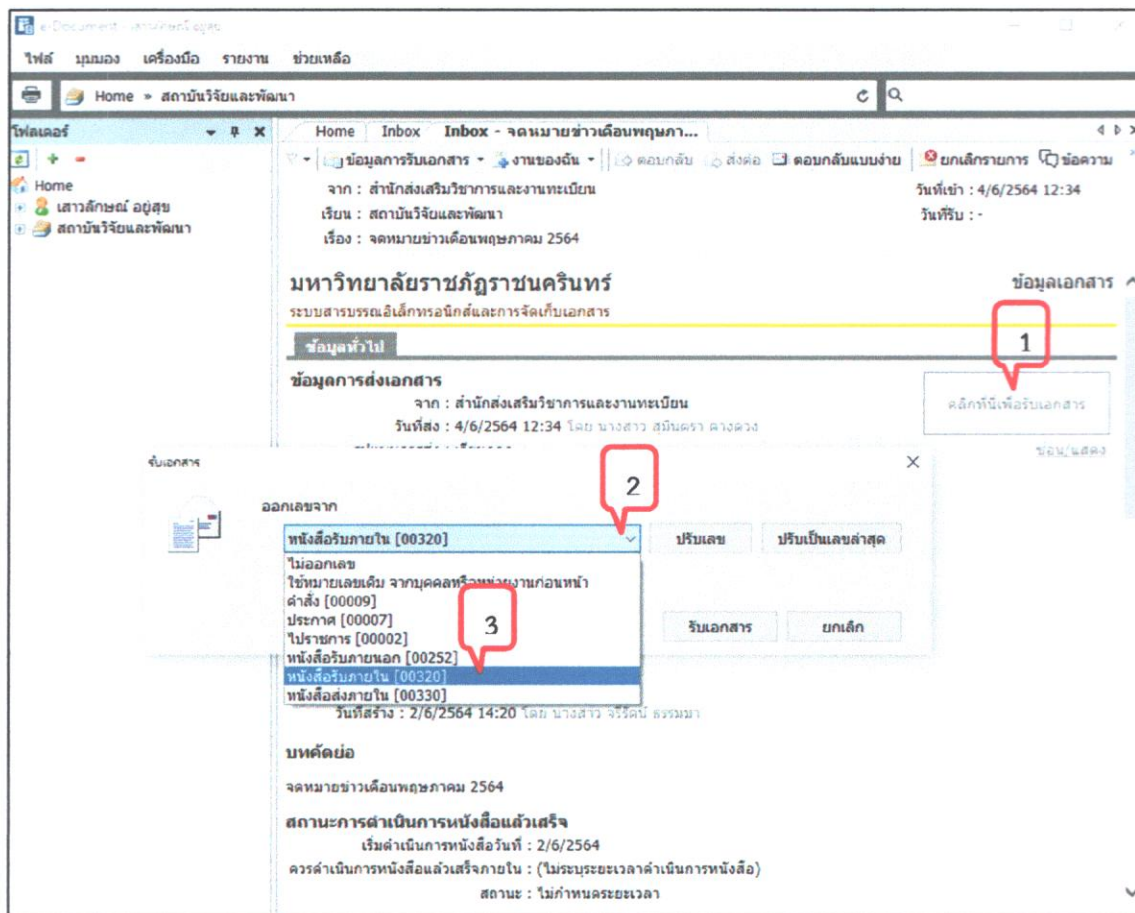 e-Document - เสาวลักษณ์ อยู่สุข
ไฟล์ มุมมอง เครื่องมือ รายงาน ช่วยเหลือ
Home » สถาบันวิจัยและพัฒนา
โฟลเดอร์
Home
เสาวลักษณ์ อยู่สุข
สถาบันวิจัยและพัฒนา
Home Inbox Inbox - จดหมายข่าวเดือนพฤษภา...
ข้อมูลการรับเอกสาร งานของฉัน ตอบกลับ ส่งต่อ ตอบกลับแบบง่าย ยกเลิกรายการ ข้อความ
จาก : สำนักส่งเสริมวิชาการและงานทะเบียน วันที่เข้า : 4/6/2564 12:34
เรียน : สถาบันวิจัยและพัฒนา วันที่รับ : -
เรื่อง : จดหมายข่าวเดือนพฤษภาคม 2564
มหาวิทยาลัยราชภัฏราชนครินทร์ ข้อมูลเอกสาร
ระบบสารบรรณอิเล็กทรอนิกส์และการจัดเก็บเอกสาร
1
ข้อมูลทั่วไป
ข้อมูลการส่งเอกสาร
จาก : สำนักส่งเสริมวิชาการและงานทะเบียน
คลิกที่นี่เพื่อรับเอกสาร
วันที่ส่ง : 4/6/2564 12:34 โดย นางสาว สุมินตรา
ซ่อน/แสดง
รับเอกสาร
2
ออกเลขจาก
หนังสือรับภายใน [00320] ปรับเลข ปรับเป็นเลขล่าสุด
ไม่ออกเลข
ใช้หมายเลขเดิม จากบุคคลหรือหน่วยงานก่อนหน้า
คำสั่ง [00009]
ประกาศ [00007]
3
ไปราชการ [00002]
รับเอกสาร ยกเลิก
หนังสือรับภายนอก [00252]
หนังสือรับภายใน [00320]
หนังสือส่งภายใน [00330]
วันที่สร้าง : 2/6/2564 14:20 โดย นางสาว จรีรัตน์ ธรรมมา
บทคัดย่อ
จดหมายข่าวเดือนพฤษภาคม 2564
สถานะการดำเนินการหนังสือแล้วเสร็จ
เริ่มดำเนินการหนังสือวันที่ : 2/6/2564
ควรดำเนินการหนังสือแล้วเสร็จภายใน : (ไม่ระบุระยะเวลาดำเนินการหนังสือ)
สถานะ : ไม่กำหนดระยะเวลา